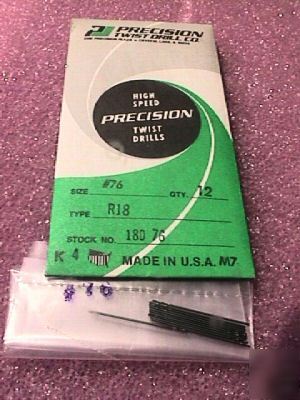 PRECISION
TWIST DRILL CO.
HIGH
SPEED
PRECISION
TWIST
DRILLS
SIZE #76 QTY. 12
TYPE R18
STOCK NO. 180 76
K 4 MADE IN U.S.A. M7